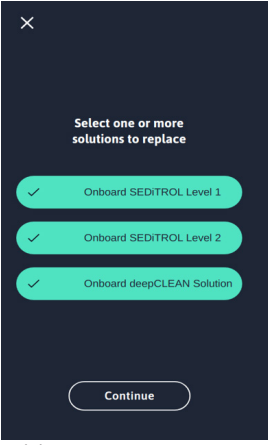 Select one or more
solutions to replace
Onboard SEDiTROL Level 1
Onboard SEDiTROL Level 2
Onboard deepCLEAN Solution
Continue